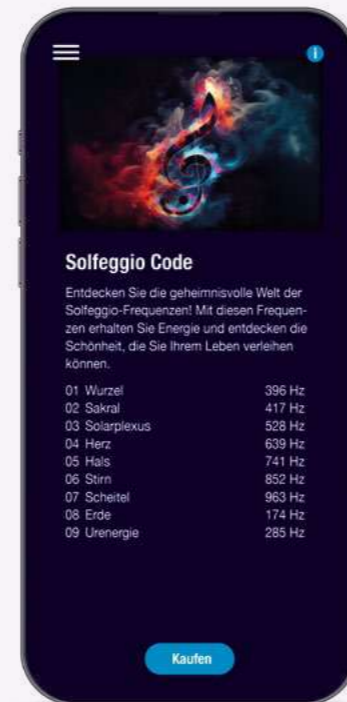 i
Solfeggio Code
Entdecken Sie die geheimnisvolle Welt der
Solfeggio-Frequenzen! Mit diesen Frequen-
zen erhalten Sie Energie und entdecken die
Schönheit, die Sie Ihrem Leben verleihen
können.
01 Wurzel 396 Hz
02 Sakral 417 Hz
03 Solarplexus 528 Hz
04 Herz 639 Hz
05 Hals 741 Hz
06 Stirn 852 Hz
07 Scheitel 963 Hz
08 Erde 174 Hz
09 Urenergie 285 Hz
Kaufen